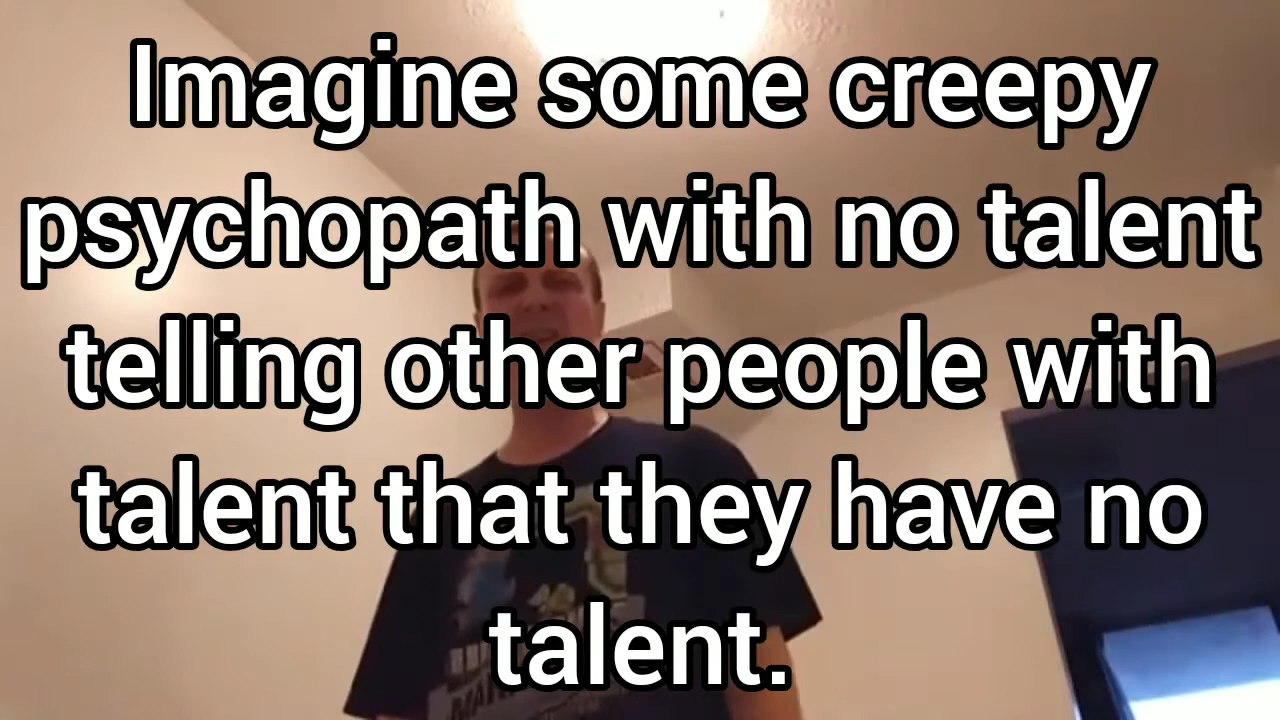 Imagine some creepy
psychopath with no talent
telling other people with
talent that they have no
talent.